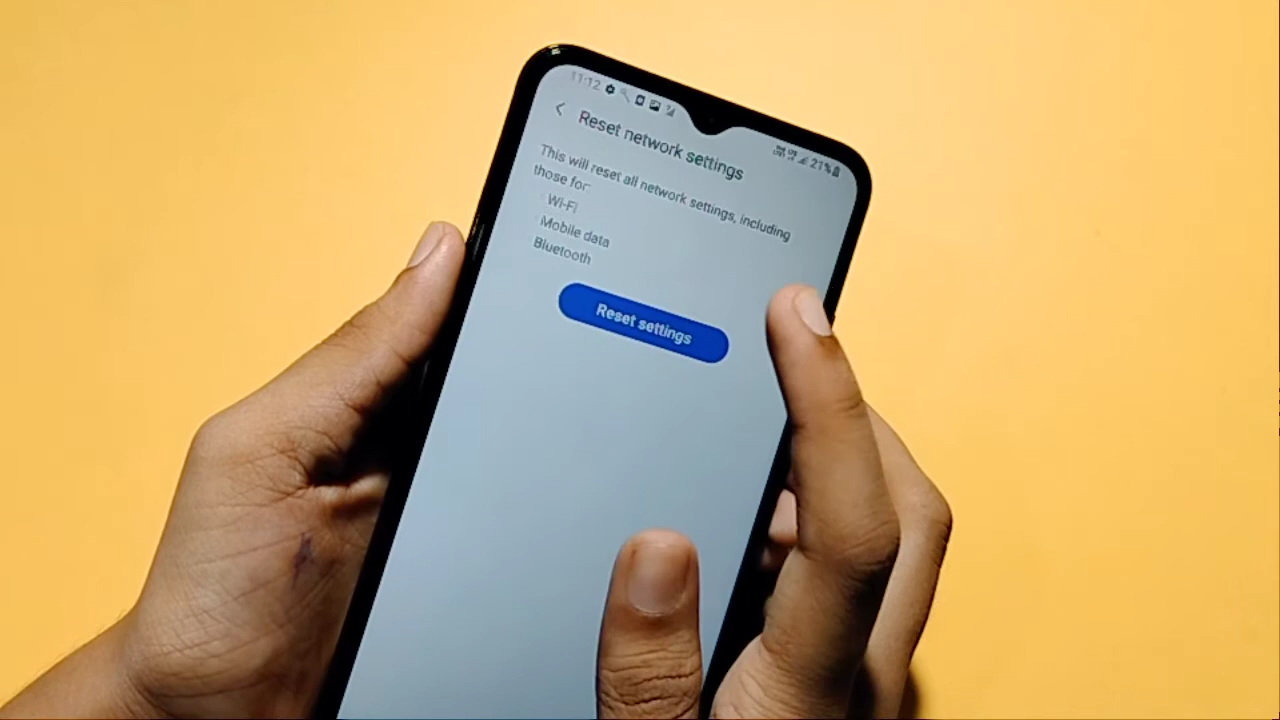 11:12
21%
Reset network settings
This will reset all network settings, including
those for:
Wi-Fi
Mobile data
Bluetooth
Reset settings